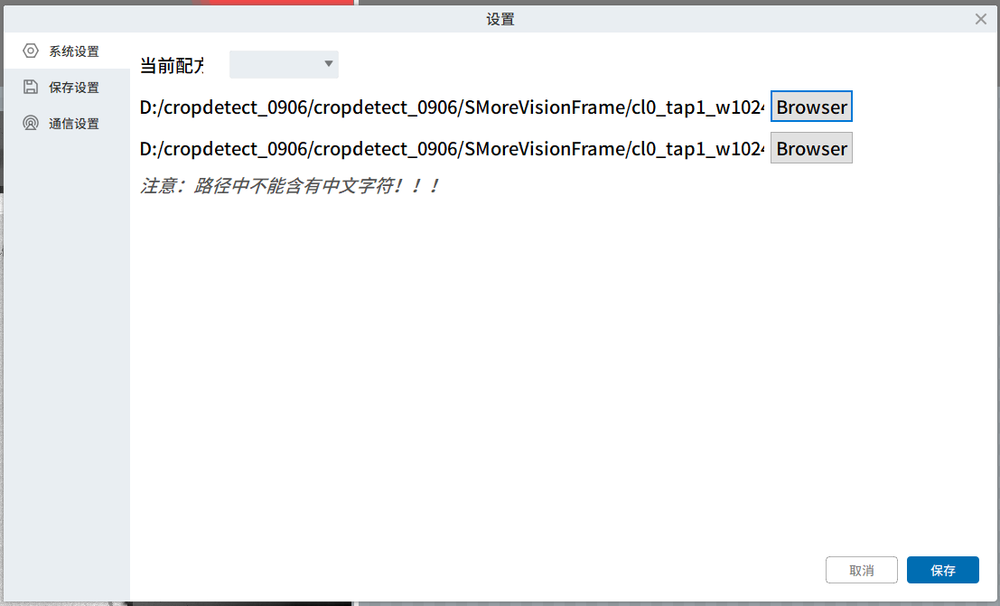 设置
系统设置
保存设置
通信设置
当前配方
D:/cropdetect_0906/cropdetect_0906/SMoreVisionFrame/cl0_tap1_w1024
Browser
D:/cropdetect_0906/cropdetect_0906/SMoreVisionFrame/cl0_tap1_w1024
Browser
注意：路径中不能含有中文字符！！！
取消
保存